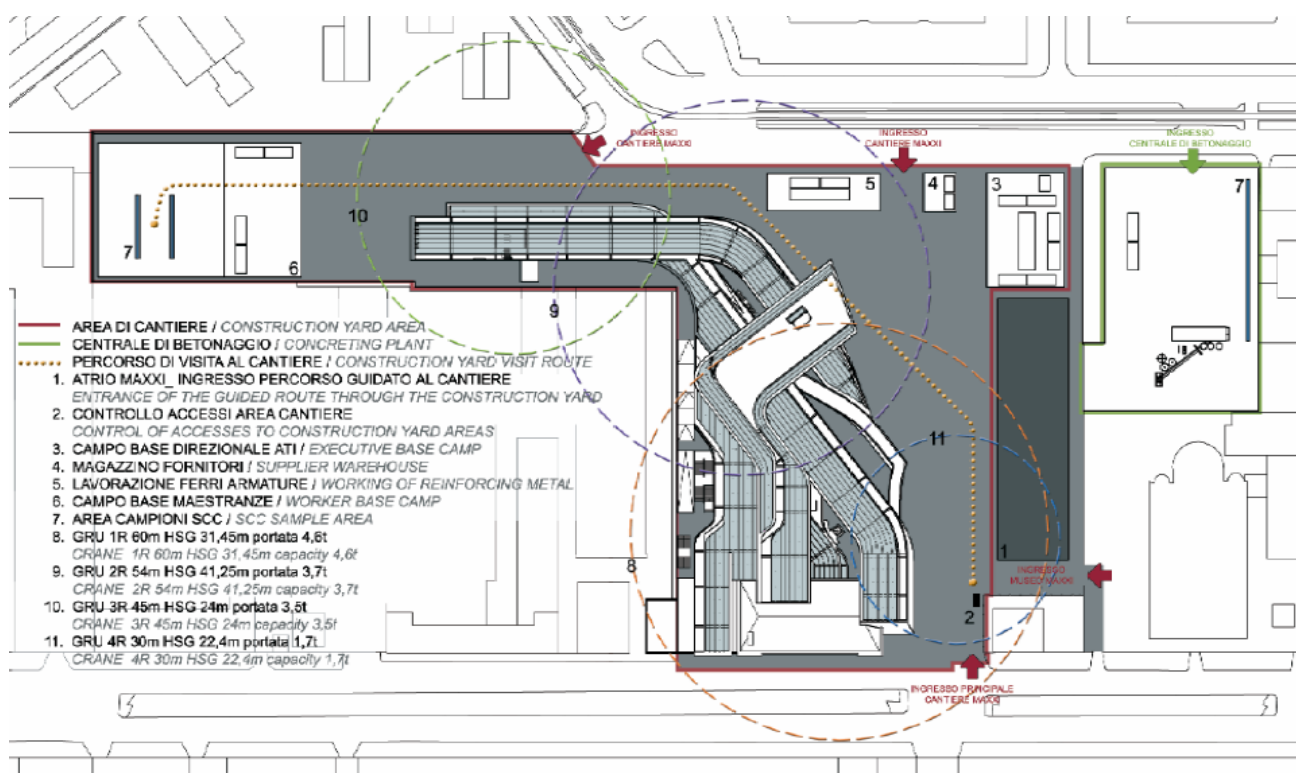 INGRESSO
CANTIERE MAXXI
INGRESSO
CANTIERE MAXXI
INGRESSO
CENTRALE DI BETONAGGIO
5
4
3
7
10
7
6
9
AREA DI CANTIERE / CONSTRUCTION YARD AREA
CENTRALE DI BETONAGGIO / CONCRETING PLANT
PERCORSO DI VISITA AL CANTIERE / CONSTRUCTION YARD VISIT ROUTE
1. ATRIO MAXXI_ INGRESSO PERCORSO GUIDATO AL CANTIERE
ENTRANCE OF THE GUIDED ROUTE THROUGH THE CONSTRUCTION YARD
2. CONTROLLO ACCESSI AREA CANTIERE
CONTROL OF ACCESSES TO CONSTRUCTION YARD AREAS
3. CAMPO BASE DIREZIONALE ATI / EXECUTIVE BASE CAMP
4. MAGAZZINO FORNITORI / SUPPLIER WAREHOUSE
5. LAVORAZIONE FERRI ARMATURE / WORKING OF REINFORCING METAL
6. CAMPO BASE MAESTRANZE / WORKER BASE CAMP
7. AREA CAMPIONI SCC / SCC SAMPLE AREA
8 GRU 1R 60m HSG 31,45m portata 4,6t
CRANE 1R 60m HSG 31,45m capacity 4,6t
9. GRU 2R 54m HSG 41,25m portata 3,7t
CRANE 2R 54m HSG 41,25m capacity 3,7t
10. GRU 3R 45m HSG 24m portata 3,5t
CRANE 3R 45m HSG 24m capacity 3,5t
11. GRU 4R 30m HSG 22,4m portata 1,7t
CRANE 4R 30m HSG 22,4m capacity 1,7t
11
8
1
INGRESSO
MUSEO MAXXI
2
INGRESSO PRINCIPALE
CANTIERE MAXXI